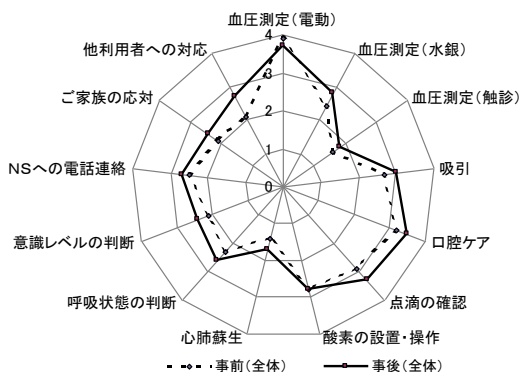 血圧測定(電動)
血圧測定(水銀)
血圧測定(触診)
吸引
口腔ケア
点滴の確認
酸素の設置・操作
心肺蘇生
呼吸状態の判断
意識レベルの判断
NSへの電話連絡
ご家族の応対
他利用者への対応
4
3
2
1
0
事前(全体)
事後(全体)